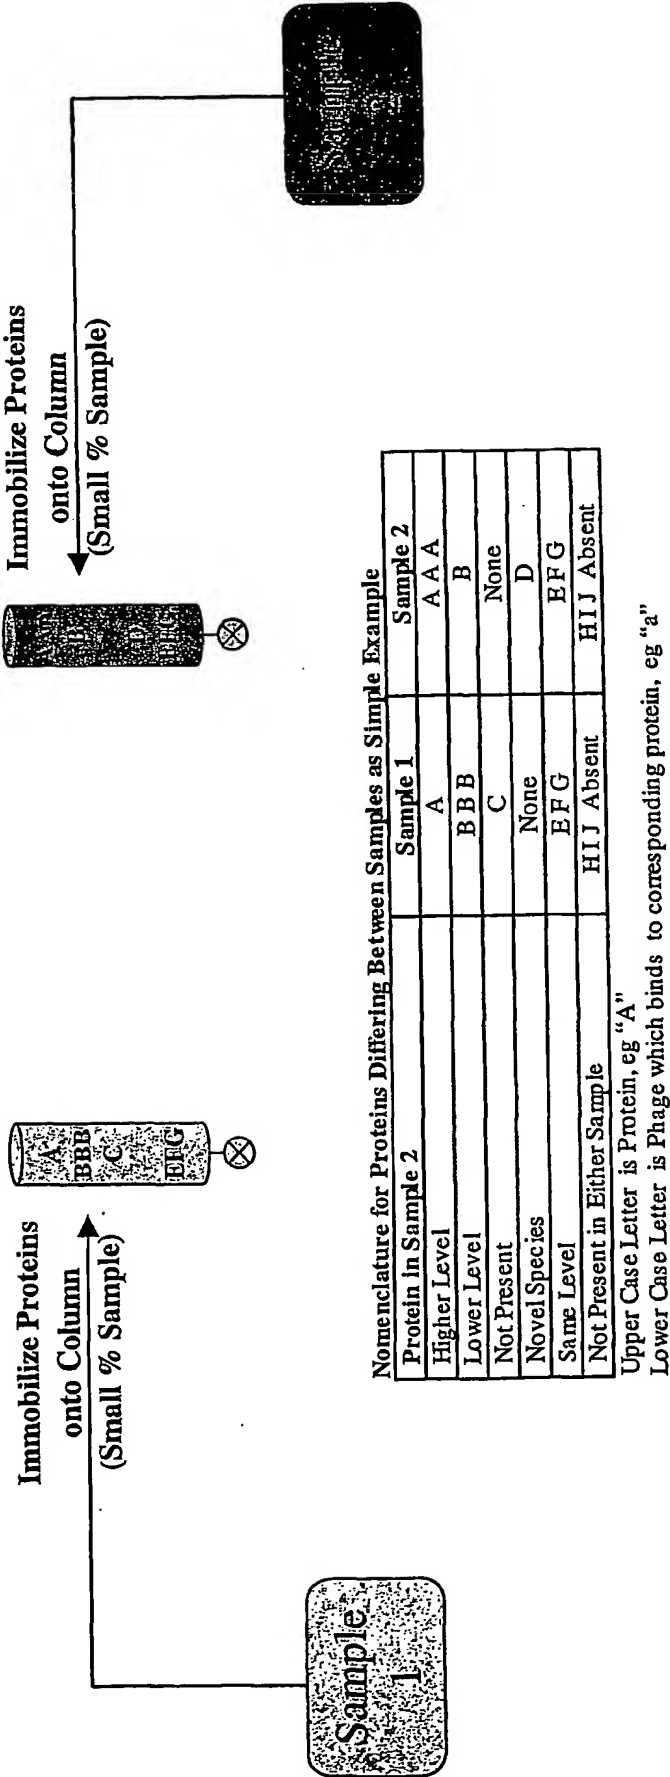 Immobilize Proteins
onto Column
(Small % Sample)
Sample
1
A
BBB
C
EFG
Immobilize Proteins
onto Column
(Small % Sample)
Sample
B
D
EFG
Nomenclature for Proteins Differing Between Samples as Simple Example
Protein in Sample 2 Sample 1 Sample 2
Higher Level A A A A
Lower Level B B B B
Not Present C None
Novel Species None D
Same Level E F G E F G
Not Present in Either Sample H I J Absent H I J Absent
Upper Case Letter is Protein, eg "A"
Lower Case Letter is Phage which binds to corresponding protein, eg "a"